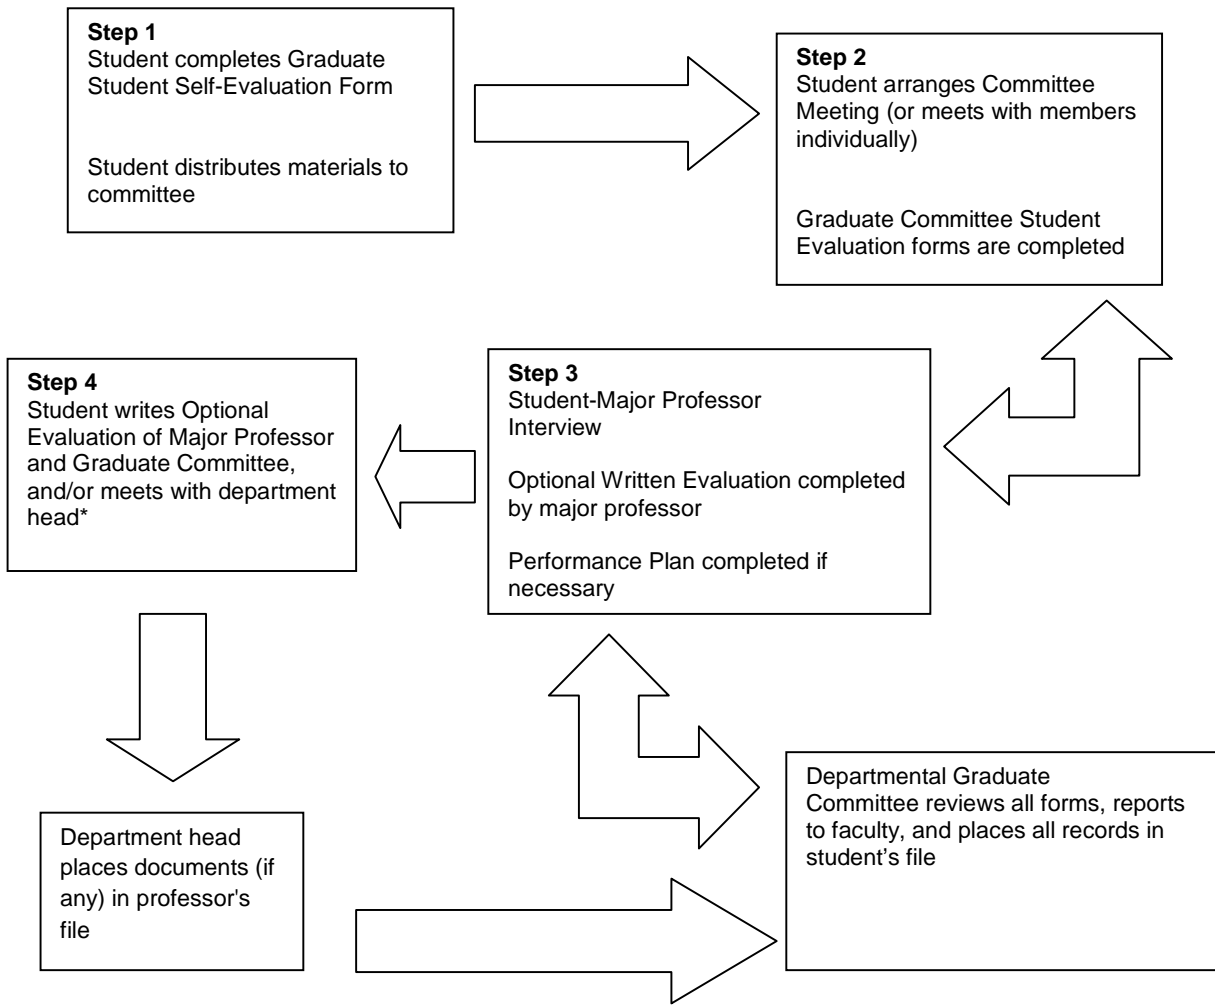 Step 1
Student completes Graduate
Student Self-Evaluation Form
Student distributes materials to
committee
Step 2
Student arranges Committee
Meeting (or meets with members
individually)
Graduate Committee Student
Evaluation forms are completed
Step 3
Student-Major Professor
Interview
Optional Written Evaluation completed
by major professor
Performance Plan completed if
necessary
Step 4
Student writes Optional
Evaluation of Major Professor
and Graduate Committee,
and/or meets with department
head*
Department head
places documents (if
any) in professor's
file
Departmental Graduate
Committee reviews all forms, reports
to faculty, and places all records in
student’s file